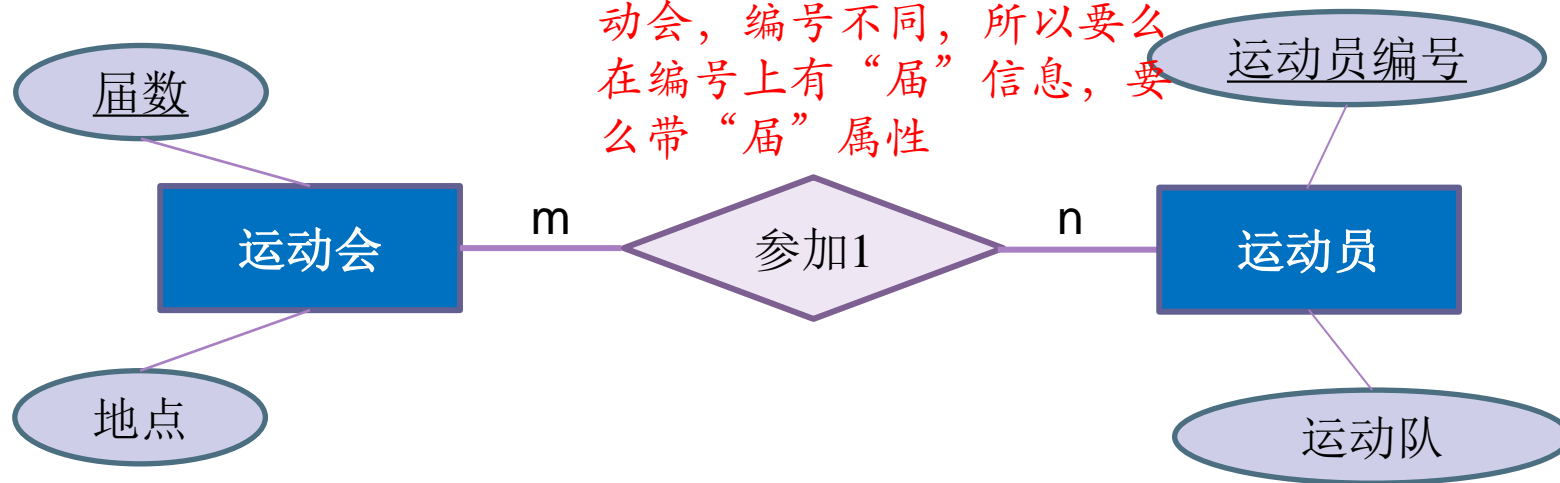 动会，编号不同，所以要么
在编号上有“届”信息，要
么带“届”属性
届数
运动员编号
运动会
m
参加1
n
运动员
地点
运动队